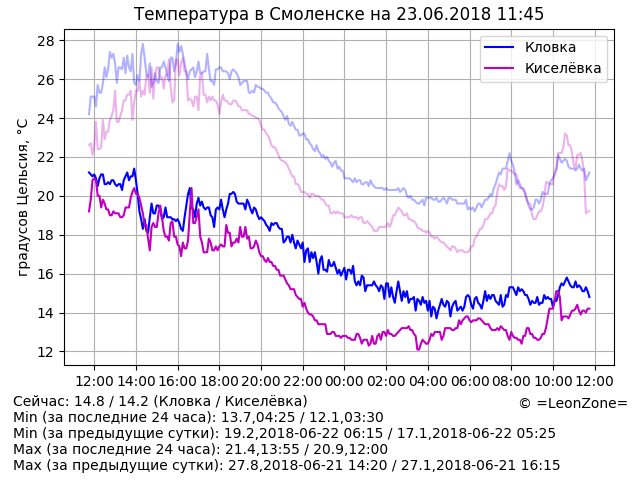 Температура в Смоленске на 23.06.2018 11:45
градусов Цельсия, °C
28
26
24
22
20
18
16
14
12
Кловка
Киселёвка
12:00 14:00 16:00 18:00 20:00 22:00 00:00 02:00 04:00 06:00 08:00 10:00 12:00
Сейчас: 14.8 / 14.2 (Кловка / Киселёвка)
© =LeonZone=
Min (за последние 24 часа): 13.7,04:25 / 12.1,03:30
Min (за предыдущие сутки): 19.2,2018-06-22 06:15 / 17.1,2018-06-22 05:25
Max (за последние 24 часа): 21.4,13:55 / 20.9,12:00
Max (за предыдущие сутки): 27.8,2018-06-21 14:20 / 27.1,2018-06-21 16:15